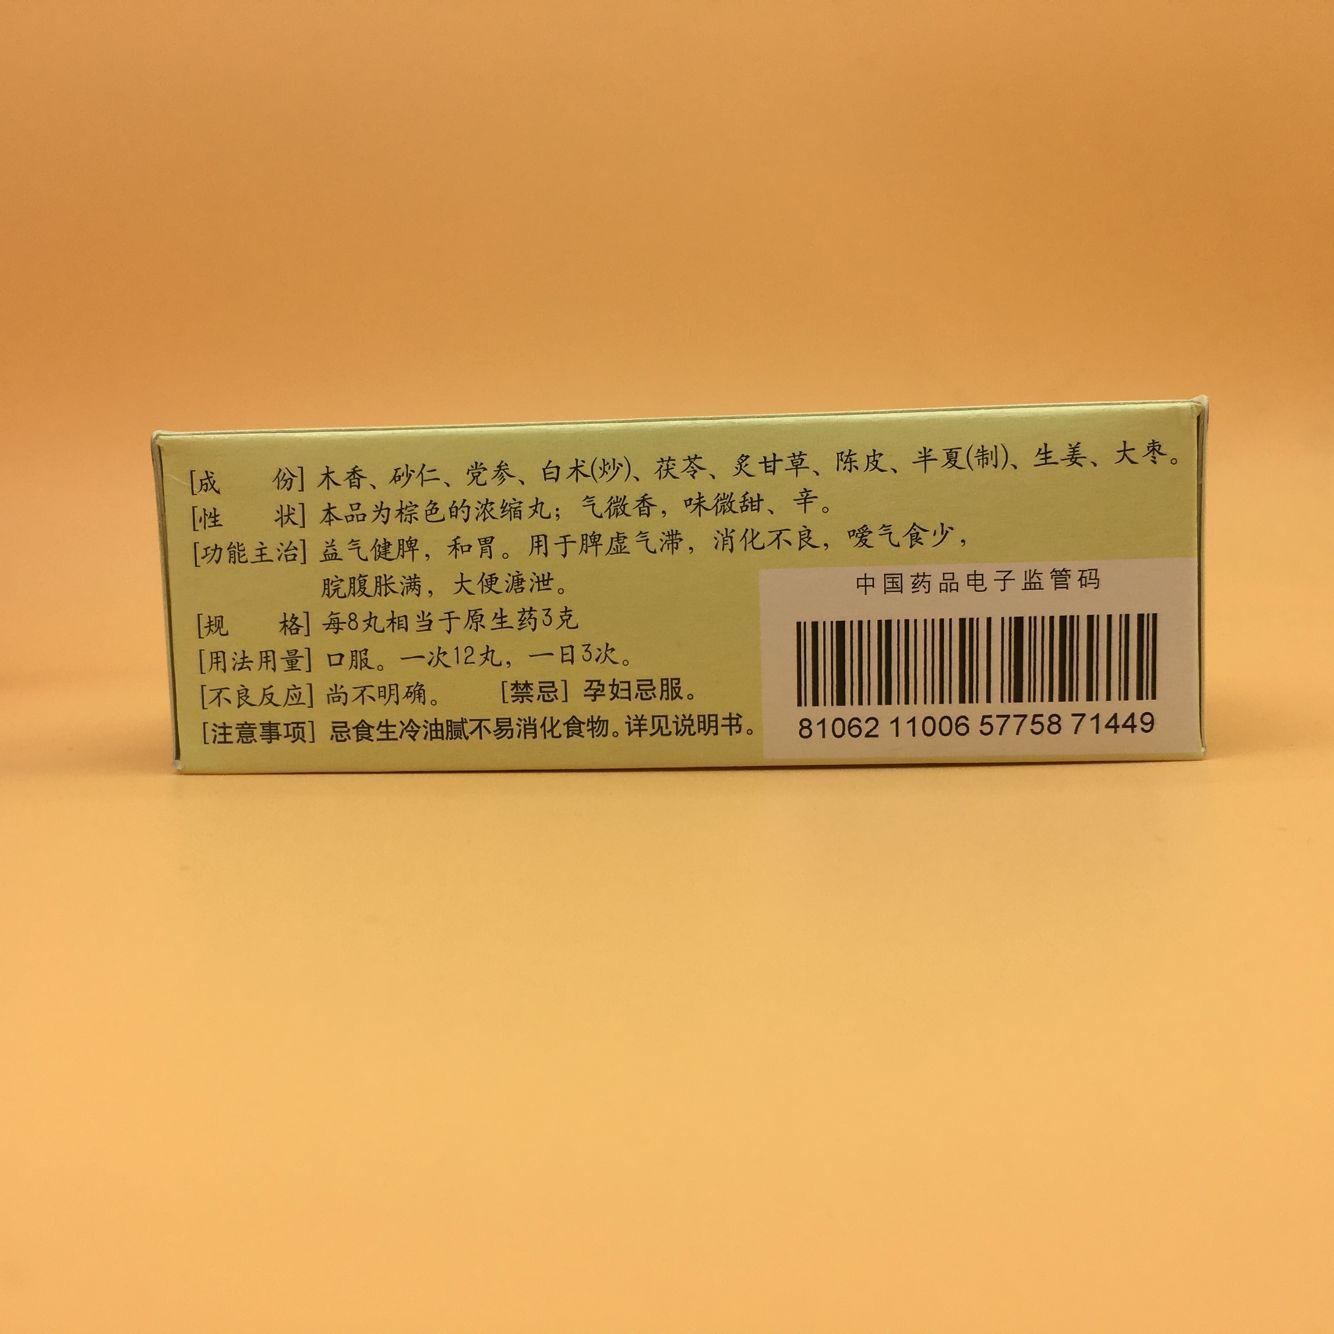 [成　　份] 木香、砂仁、党参、白术(炒)、茯苓、炙甘草、陈皮、半夏(制)、生姜、大枣。
[性　　状] 本品为棕色的浓缩丸；气微香，味微甜、辛。
[功能主治] 益气健脾，和胃。用于脾虚气滞，消化不良，嗳气食少，
脘腹胀满，大便溏泄。
[规　　格] 每8丸相当于原生药3克
[用法用量] 口服。一次12丸，一日3次。
[不良反应] 尚不明确。　　[禁忌] 孕妇忌服。
[注意事项] 忌食生冷油腻不易消化食物。详见说明书。
中国药品电子监管码
81062 11006 57758 71449